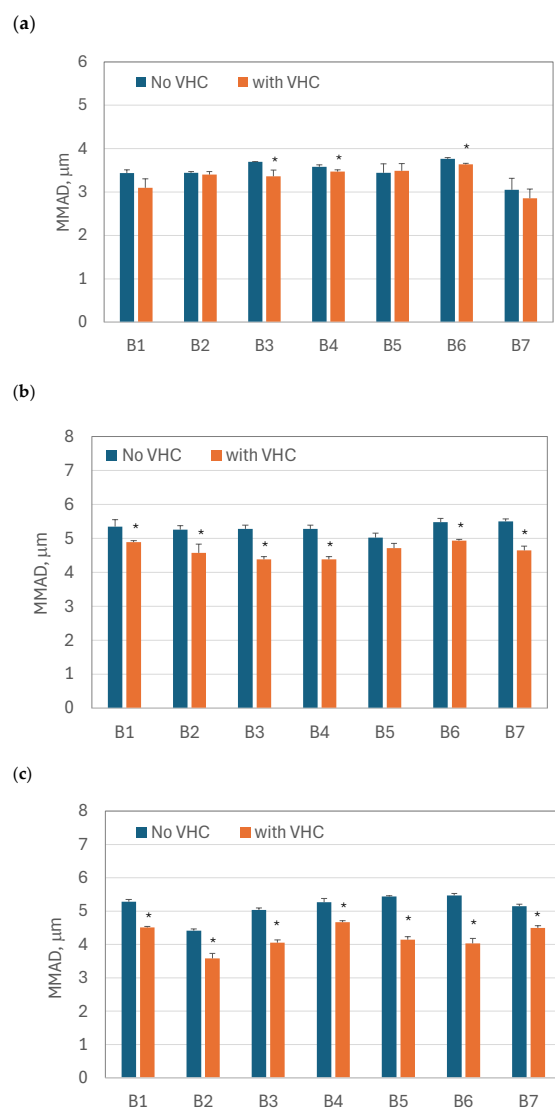 (a)
No VHC with VHC
MMAD, μm
6
5
4
3
2
1
0
* * *
B1 B2 B3 B4 B5 B6 B7
(b)
No VHC with VHC
MMAD, μm
8
7
6
5
4
3
2
1
0
* * * * * *
B1 B2 B3 B4 B5 B6 B7
(c)
No VHC with VHC
MMAD, μm
8
7
6
5
4
3
2
1
0
* * * * * * *
B1 B2 B3 B4 B5 B6 B7